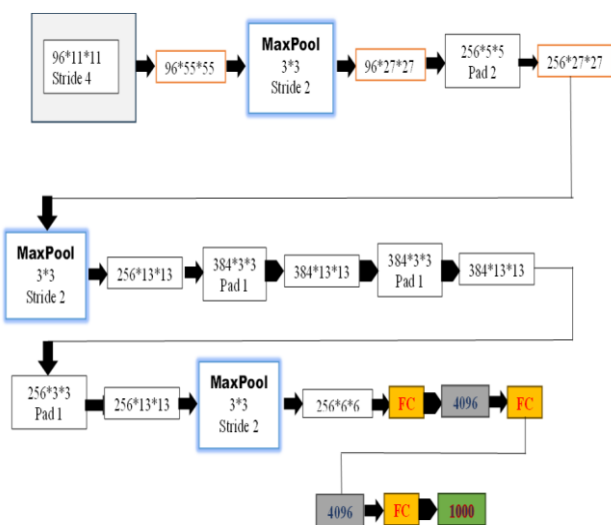 96*11*11
Stride 4
96*55*55
MaxPool
3*3
Stride 2
96*27*27
256*5*5
Pad 2
256*27*27
MaxPool
3*3
Stride 2
256*13*13
384*3*3
Pad 1
384*13*13
384*3*3
Pad 1
384*13*13
256*3*3
Pad 1
256*13*13
MaxPool
3*3
Stride 2
256*6*6
FC
4096
FC
4096
FC
1000